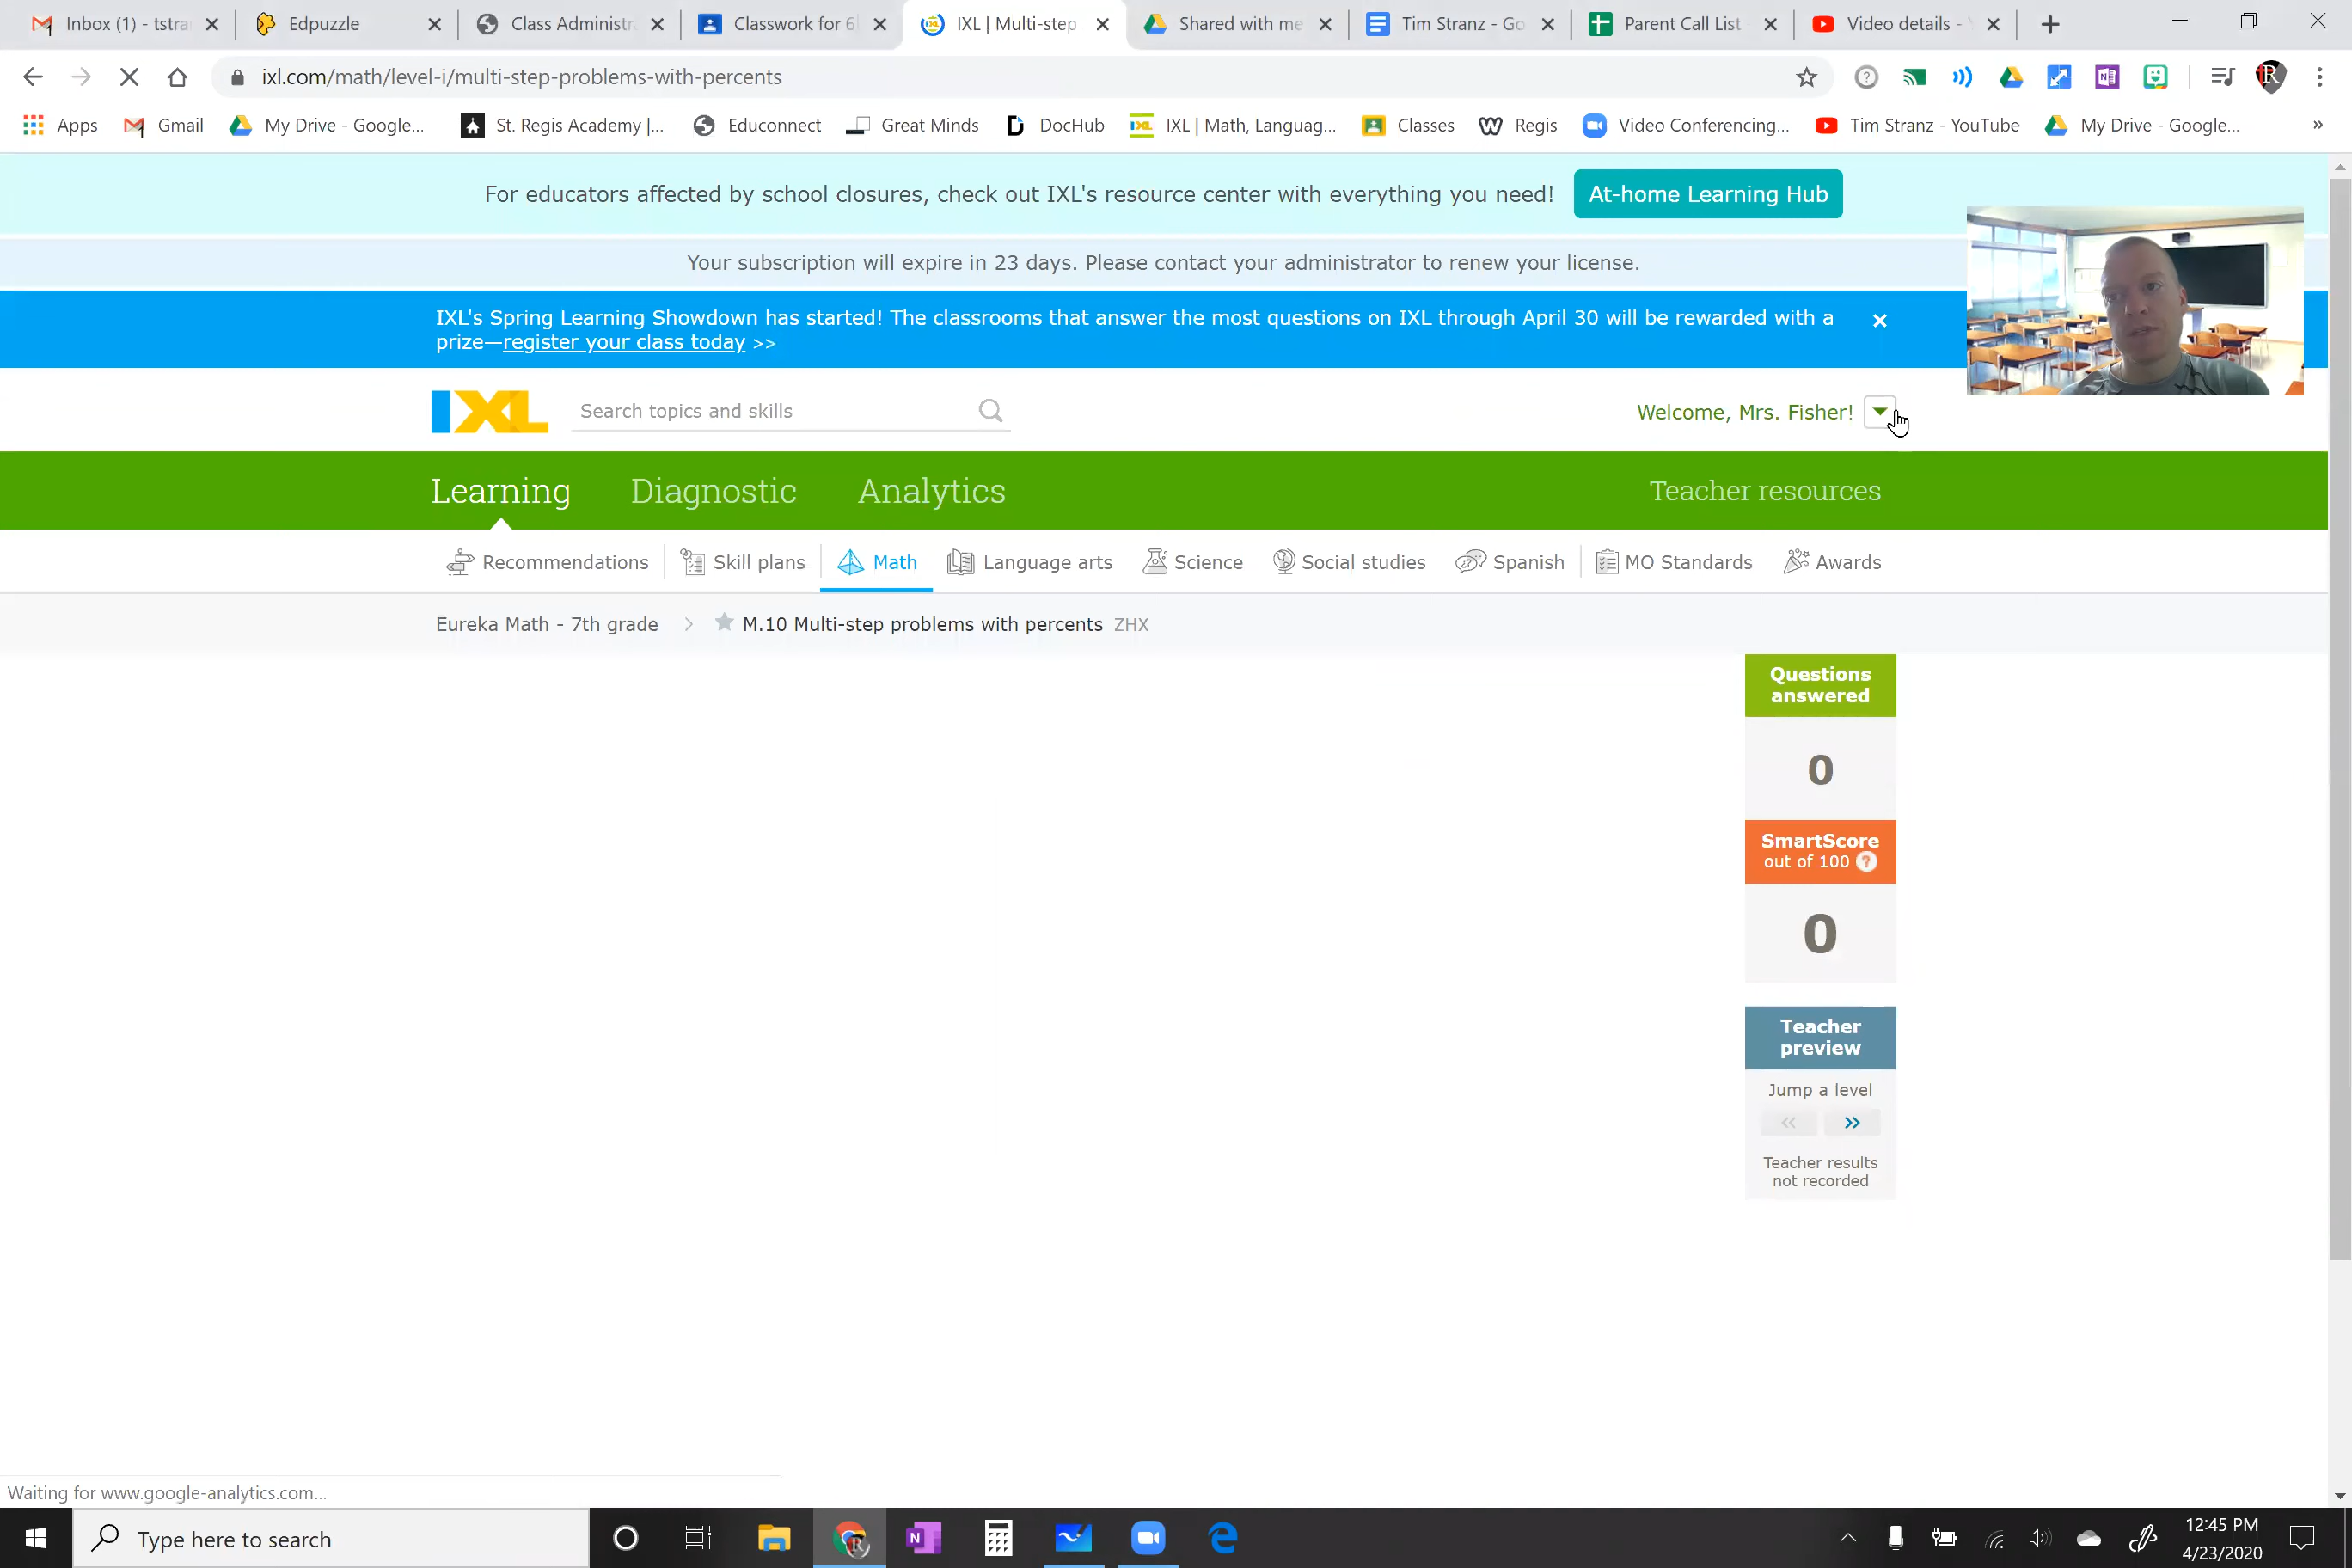 Inbox (1) - tstra
Edpuzzle
Class Administr
Classwork for 6
IXL | Multi-step
Shared with me
Tim Stranz - Go
Parent Call List
Video details -
ixl.com/math/level-i/multi-step-problems-with-percents
Apps
Gmail
My Drive - Google...
St. Regis Academy |...
Educonnect
Great Minds
DocHub
IXL | Math, Languag...
Classes
Regis
Video Conferencing...
Tim Stranz - YouTube
My Drive - Google...
»
For educators affected by school closures, check out IXL's resource center with everything you need!
At-home Learning Hub
Your subscription will expire in 23 days. Please contact your administrator to renew your license.
IXL's Spring Learning Showdown has started! The classrooms that answer the most questions on IXL through April 30 will be rewarded with a
prize—register your class today >>
IXL
Search topics and skills
Welcome, Mrs. Fisher!
Learning
Diagnostic
Analytics
Teacher resources
Recommendations
Skill plans
Math
Language arts
Science
Social studies
Spanish
MO Standards
Awards
Eureka Math - 7th grade > M.10 Multi-step problems with percents ZHX
Questions
answered
0
SmartScore
out of 100 ?
0
Teacher
preview
Jump a level
« »
Teacher results
not recorded
Waiting for www.google-analytics.com...
Type here to search
12:45 PM
4/23/2020